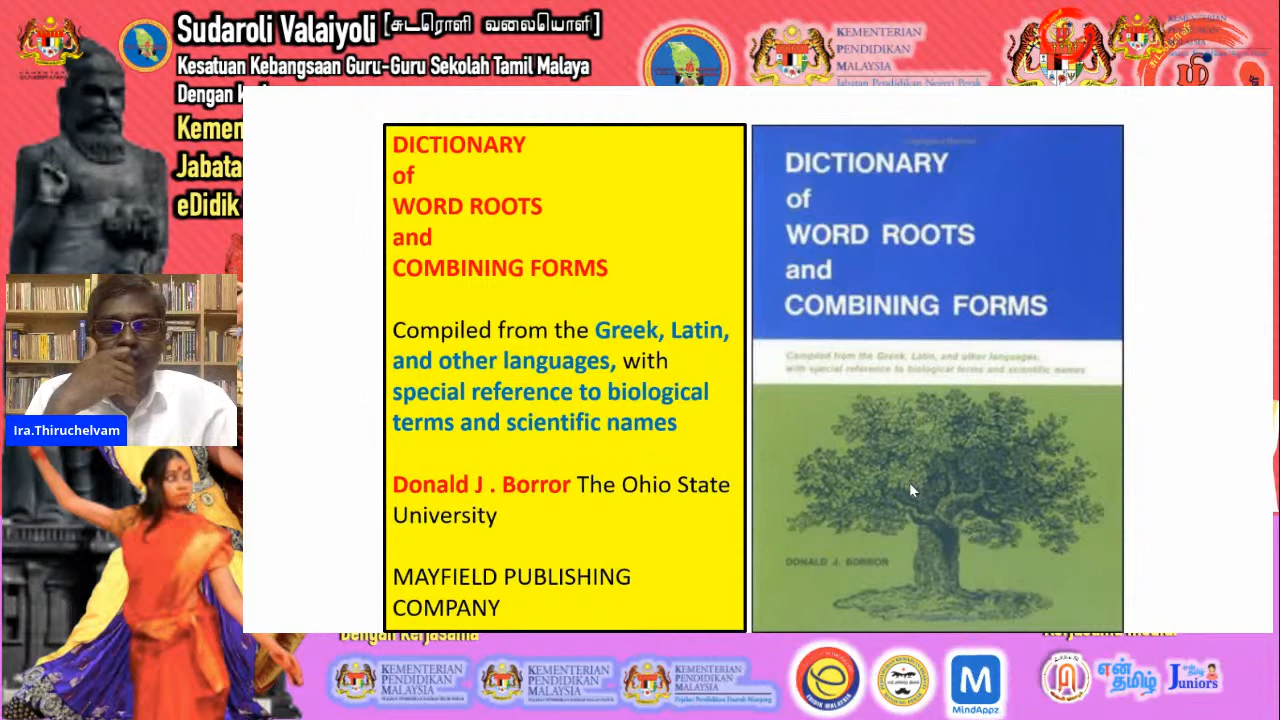 Sudaroli Valaiyoli [சுடரொளி வலையொளி]
Kesatuan Kebangsaan Guru-Guru Sekolah Tamil Malaya
Dengan K
Kemen
Jabata
eDidik
KEMENTERIAN
PENDIDIKAN
MALAYSIA
Jabatan Pendidikan Negeri Perak
DICTIONARY
of
WORD ROOTS
and
COMBINING FORMS
Compiled from the Greek, Latin,
and other languages, with
special reference to biological
terms and scientific names
Donald J . Borror The Ohio State
University
MAYFIELD PUBLISHING
COMPANY
DICTIONARY
of
WORD ROOTS
and
COMBINING FORMS
Compiled from the Greek, Latin, and other languages,
with special reference to biological terms and scientific names
DONALD J. BORROR
Ira.Thiruchelvam
Dengan Kerjasama
KEMENTERIAN
PENDIDIKAN
MALAYSIA
KEMENTERIAN
PENDIDIKAN
MALAYSIA
KEMENTERIAN
PENDIDIKAN
MALAYSIA
M
MindAppz
என்
தமிழ்
Juniors